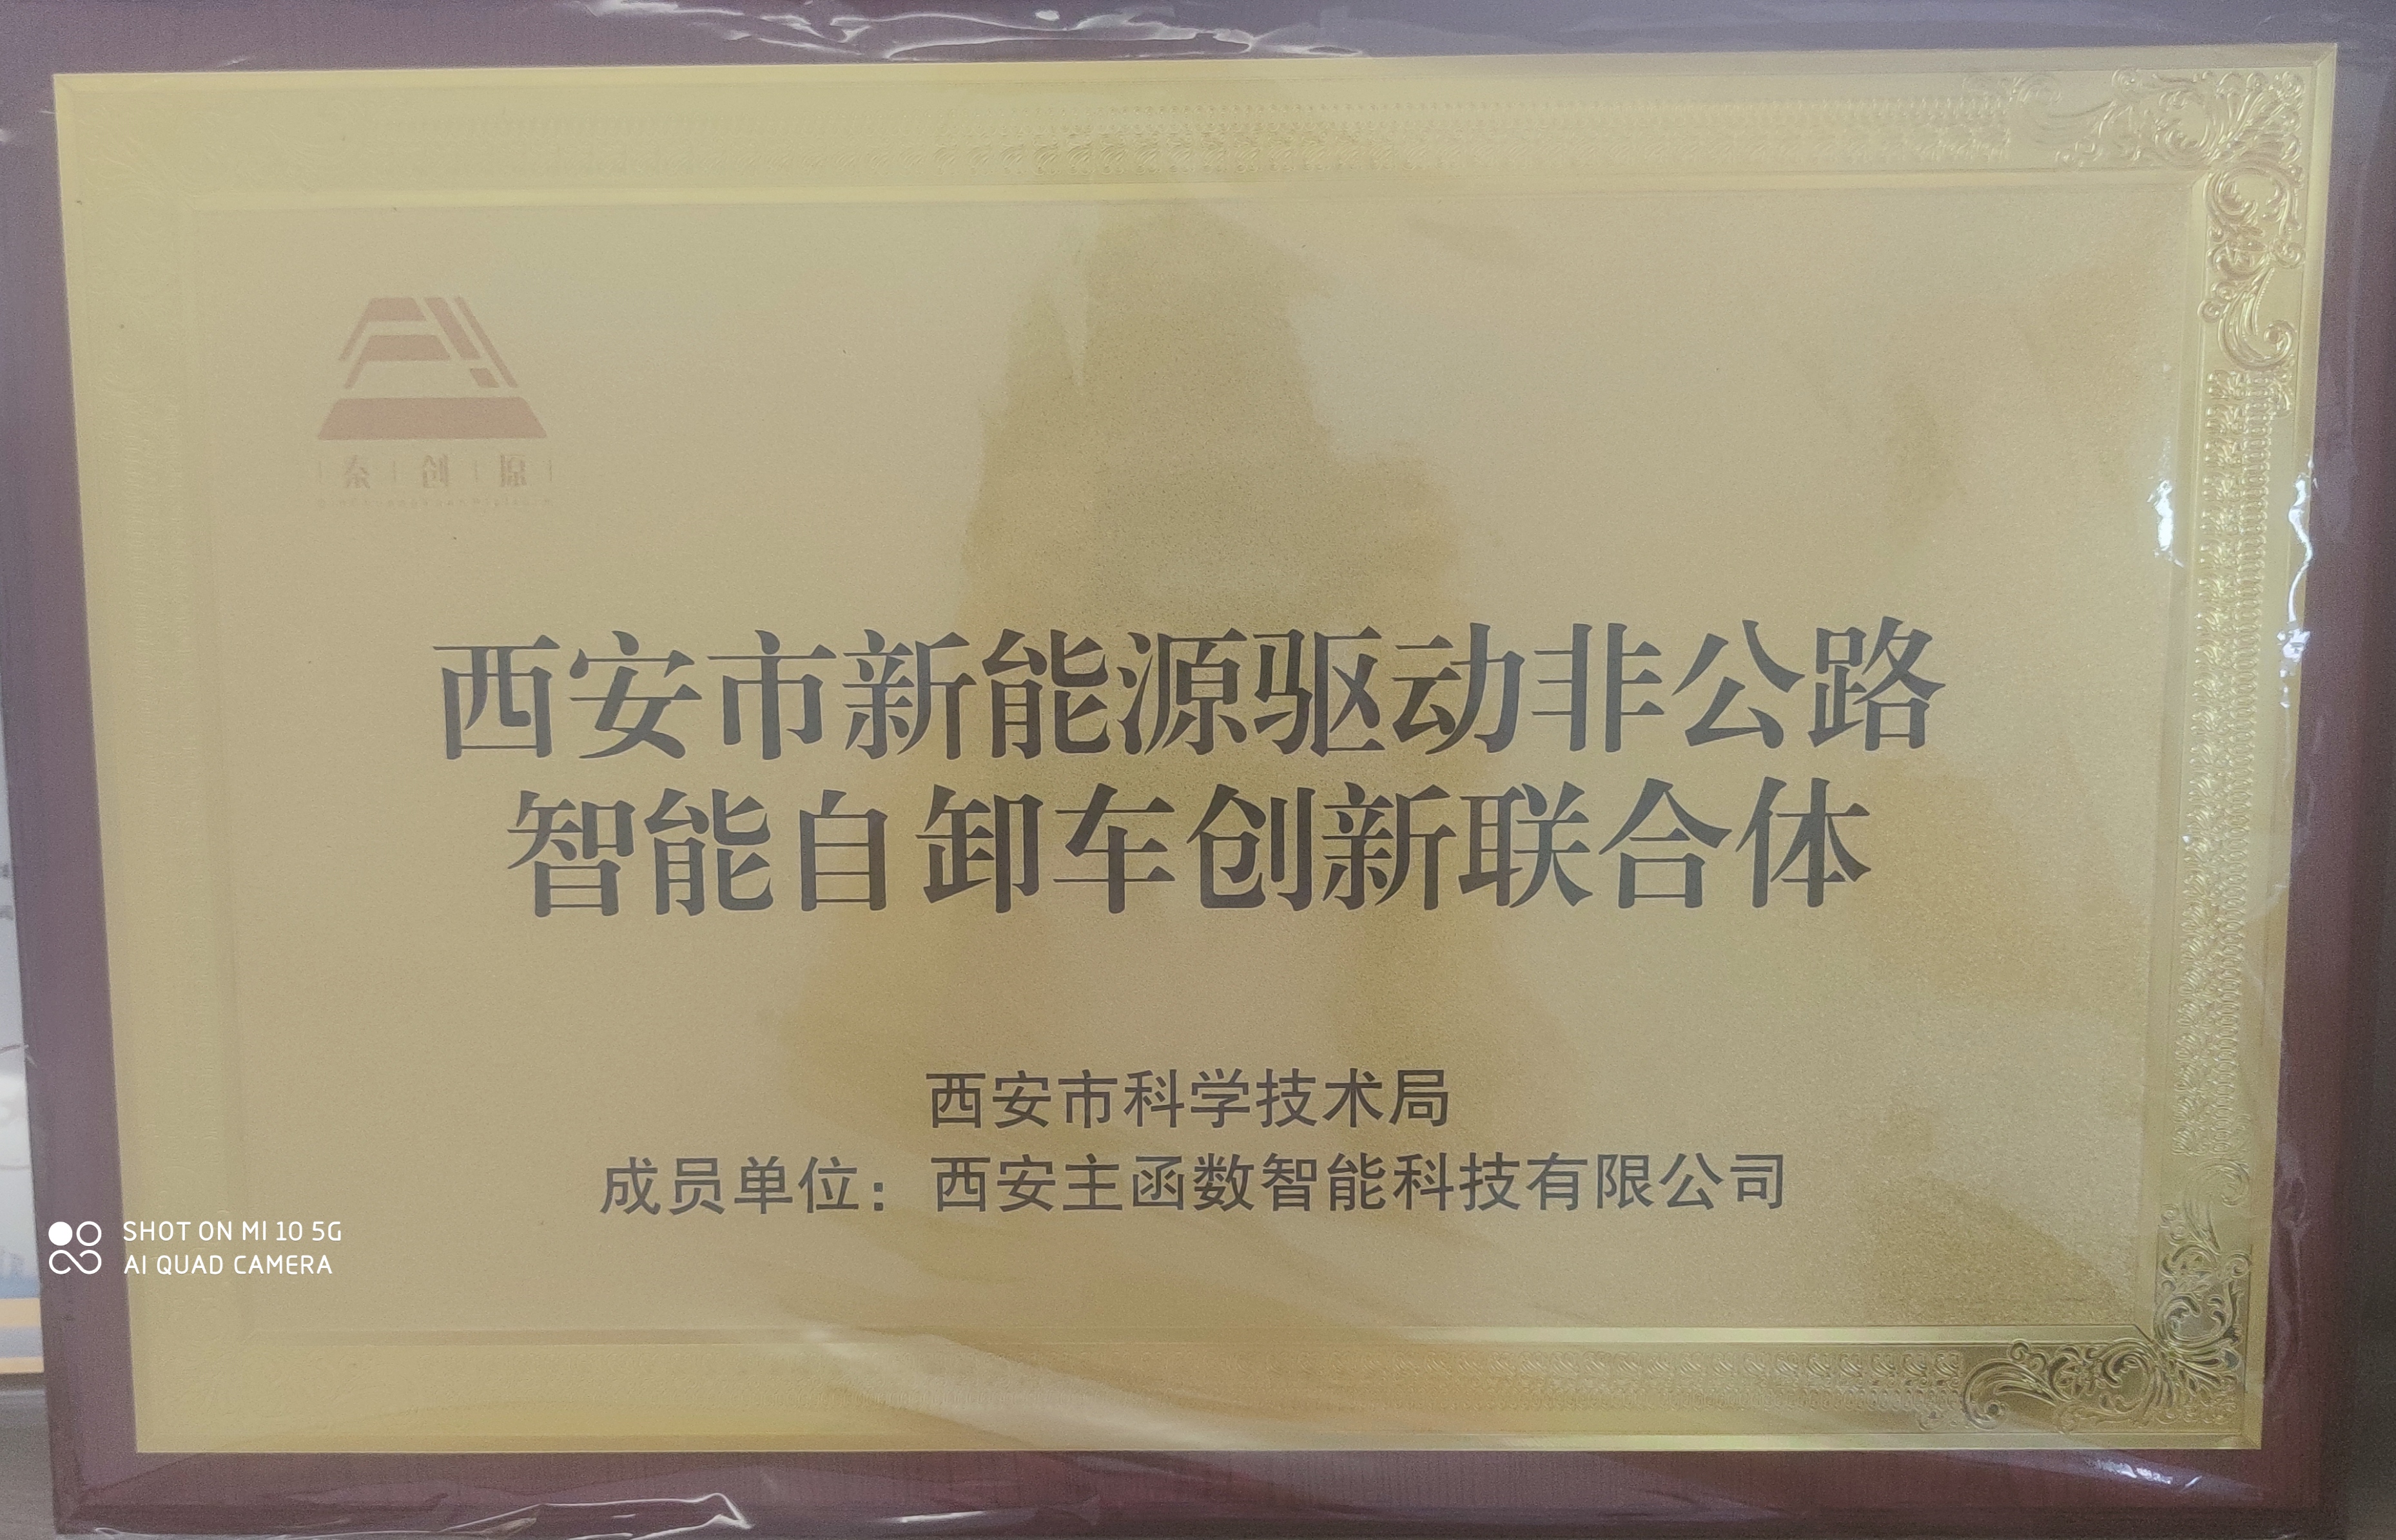 秦创原
西安市新能源驱动非公路
智能自卸车创新联合体
西安市科学技术局
成员单位：西安主函数智能科技有限公司
SHOT ON MI 10 5G
AI QUAD CAMERA